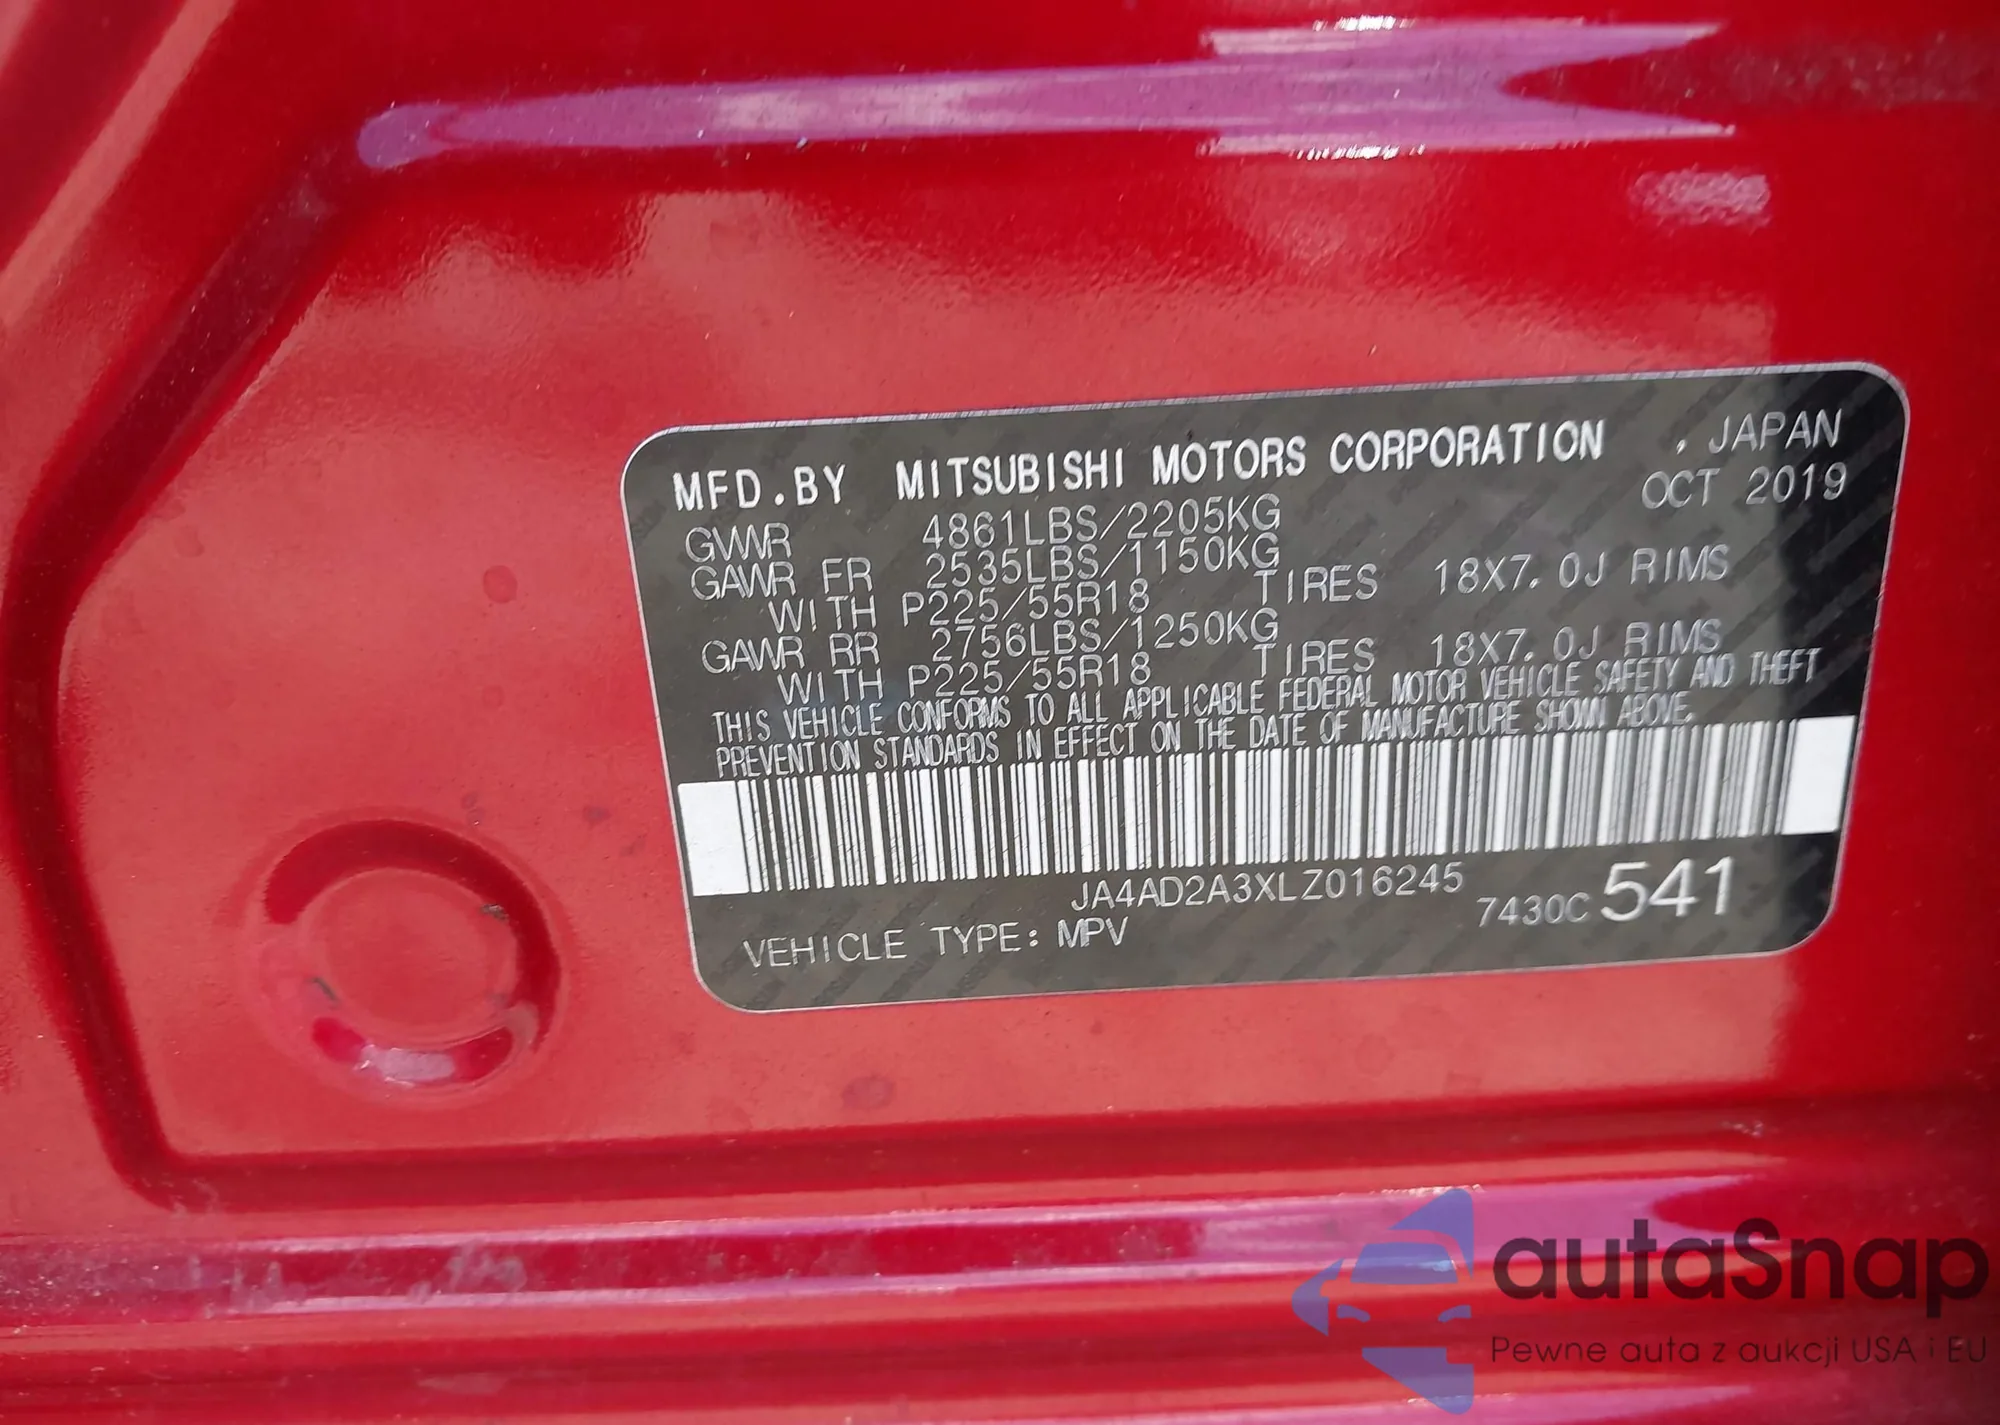 MFD.BY MITSUBISHI MOTORS CORPORATION , JAPAN
OCT 2019
GVWR 4861LBS/2205KG
GAWR FR 2535LBS/1150KG
WITH P225/55R18 TIRES 18X7.0J RIMS
GAWR RR 2756LBS/1250KG
WITH P225/55R18 TIRES 18X7.0J RIMS
THIS VEHICLE CONFORMS TO ALL APPLICABLE FEDERAL MOTOR VEHICLE SAFETY AND THEFT
PREVENTION STANDARDS IN EFFECT ON THE DATE OF MANUFACTURE SHOWN ABOVE.
JA4AD2A3XLZ016245
7430C 541
VEHICLE TYPE: MPV
autaSnap
Pewne auta z aukcji USA i EU